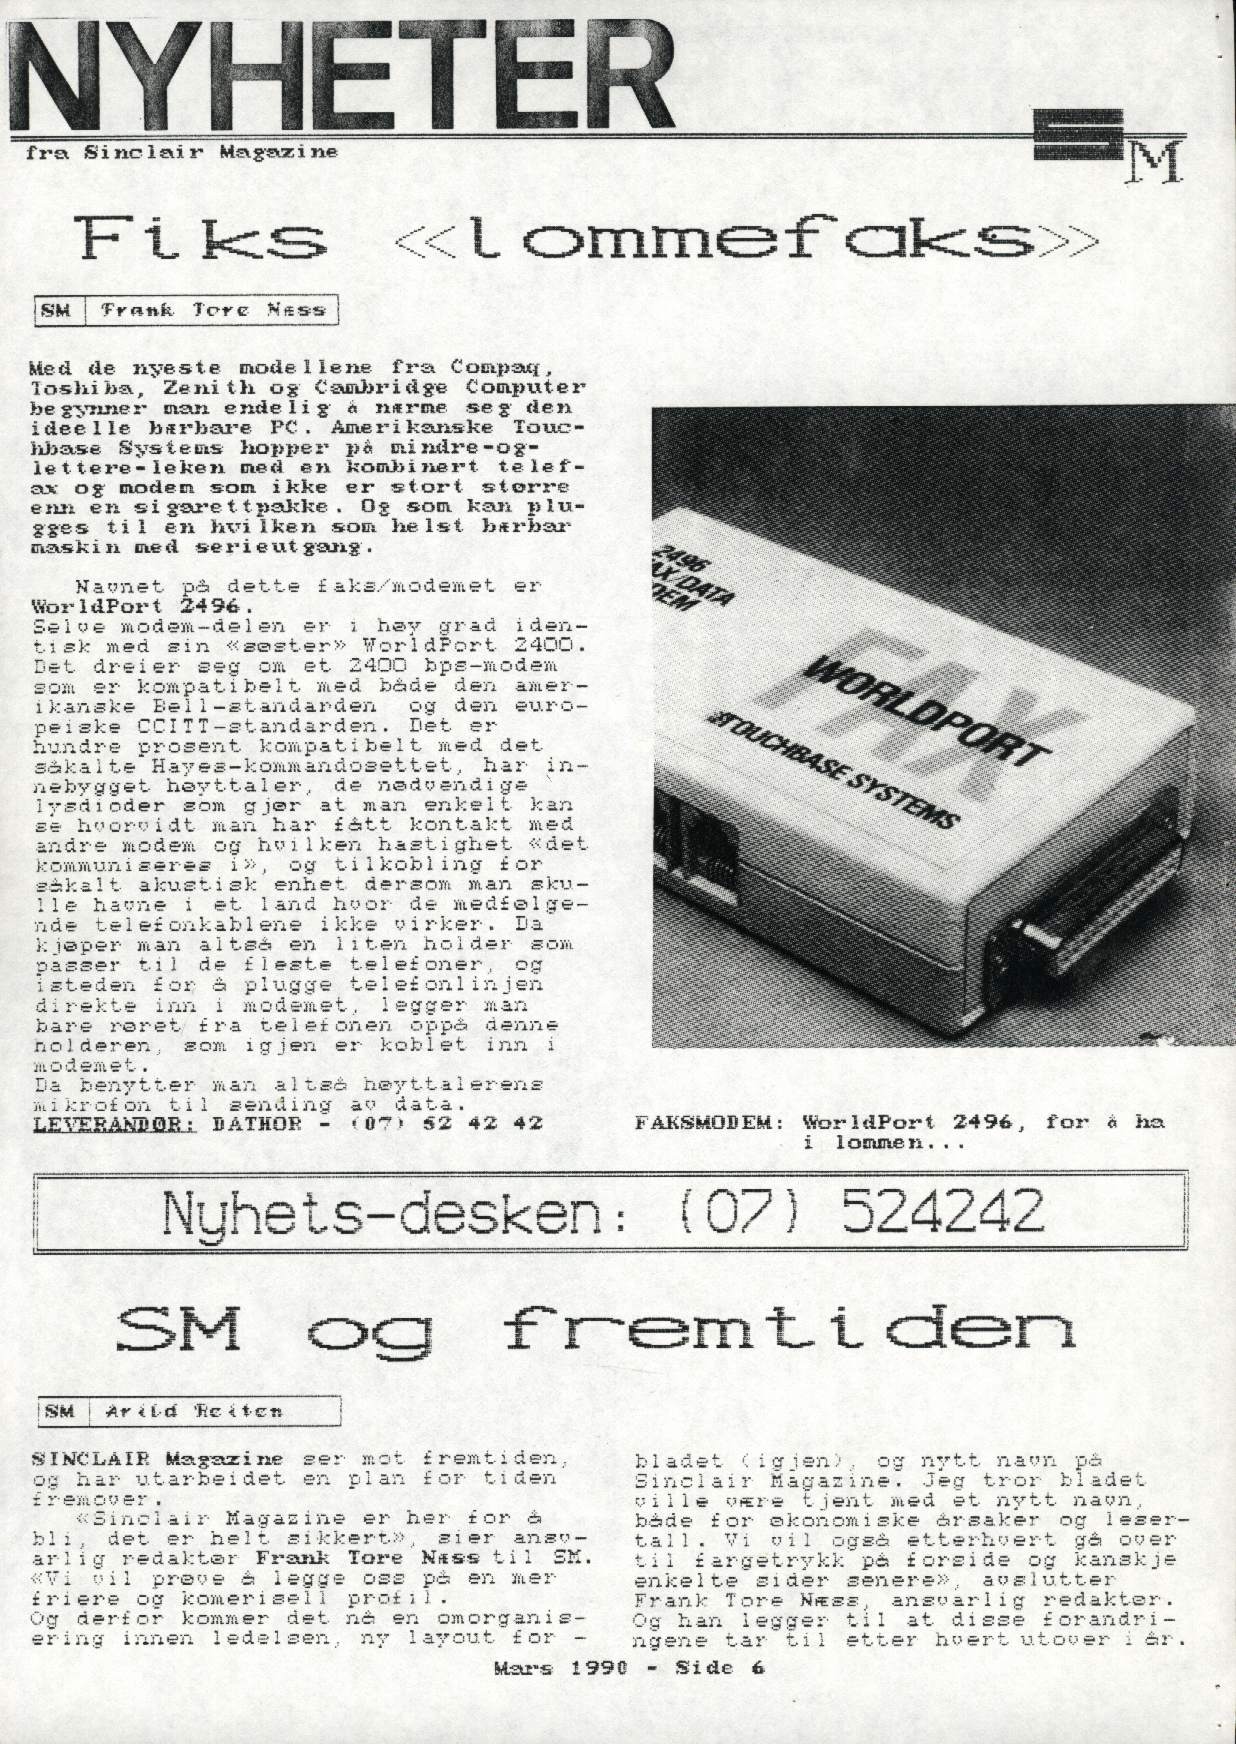 NYHETER
fra Sinclair Magazine
SM
Fiks «lommefaks»
SM Frank Tore Næss
Med de nyeste modellene fra Compaq,
Toshiba, Zenith og Cambridge Computer
begynner man endelig å nærme seg den
ideelle bærbare PC. Amerikanske Touc-
hbase Systems hopper på mindre-og-
lettere-leken med en kombinert telef-
ax og modem som ikke er stort større
enn en sigarettpakke. Og som kan plu-
gges til en hvilken som helst bærbar
maskin med serieutgang.
Navnet på dette faks/modemet er
WorldPort 2496.
Selve modem-delen er i høy grad iden-
tisk med sin «søster» WorldPort 2400.
Det dreier seg om et 2400 bps-modem
som er kompatibelt med både den amer-
ikanske Bell-standarden og den euro-
peiske CCITT-standarden. Det er
hundre prosent kompatibelt med det
såkalte Hayes-kommandosettet, har in-
nebygget høyttaler, de nødvendige
lysdioder som gjør at man enkelt kan
se hvorvidt man har fått kontakt med
andre modem og hvilken hastighet «det
kommuniseres i», og tilkobling for
såkalt akustisk enhet dersom man sku-
lle havne i et land hvor de medfølge-
nde telefonkablene ikke virker. Da
kjøper man altså en liten holder som
passer til de fleste telefoner, og
isteden for å plugge telefonlinjen
direkte inn i modemet, legger man
bare røret fra telefonen oppå denne
holderen, som igjen er koblet inn i
modemet.
Da benytter man altså høyttalerens
mikrofon til sending av data.
LEVERANDØR: DATHOR - (07) 52 42 42
2496
FAX/DATA
MODEM
FAX
WORLDPORT
TOUCHBASE SYSTEMS
FAKSMODEM: WorldPort 2496, for å ha
i lommen...
Nyhets-desken: (07) 524242
SM og fremtiden
SM Arild Reiten
SINCLAIR Magazine ser mot fremtiden,
og har utarbeidet en plan for tiden
fremover.
«Sinclair Magazine er her for å
bli, det er helt sikkert», sier ansv-
arlig redaktør Frank Tore Næss til SM.
«Vi vil prøve å legge oss på en mer
friere og komerisell profil.
Og derfor kommer det nå en omorganis-
ering innen ledelsen, ny layout for -
bladet (igjen), og nytt navn på
Sinclair Magazine. Jeg tror bladet
ville være tjent med et nytt navn,
både for økonomiske årsaker og leser-
tall. Vi vil også etterhvert gå over
til fargetrykk på forside og kanskje
enkelte sider senere», avslutter
Frank Tore Næss, ansvarlig redaktør.
Og han legger til at disse forandri-
ngene tar til etter hvert utover i år.
Mars 1990 - Side 6